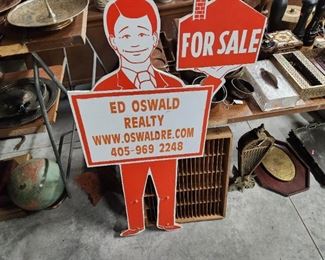 FOR SALE
ED OSWALD
REALTY
WWW.OSWALDRE.COM
405-969 2248